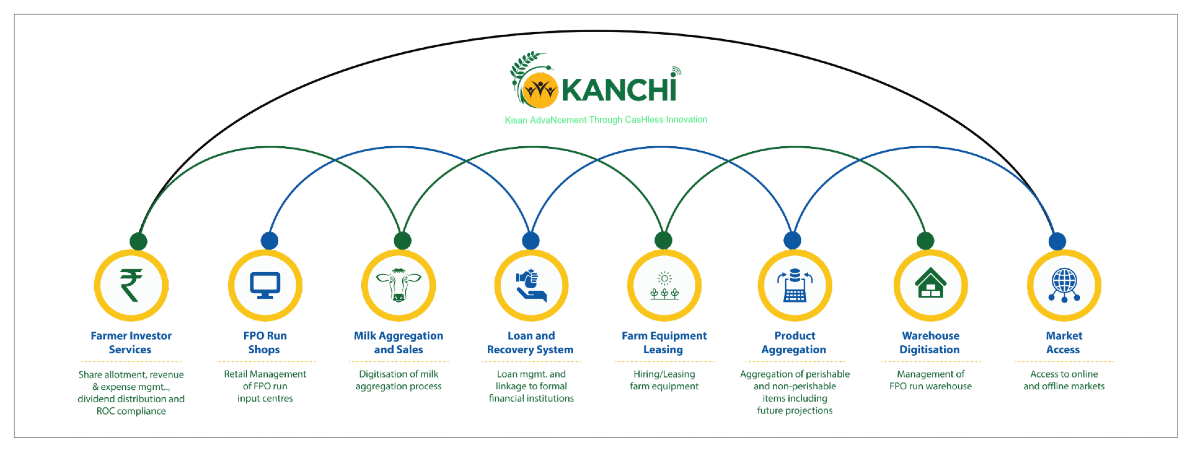 KANCHI
Kisan AdvaNcement Through CasHless Innovation
Farmer Investor
Services
Share allotment, revenue
& expense mgmt..,
dividend distribution and
ROC compliance
FPO Run
Shops
Retail Management
of FPO run
input centres
Milk Aggregation
and Sales
Digitisation of milk
aggregation process
Loan and
Recovery System
Loan mgmt. and
linkage to formal
financial institutions
Farm Equipment
Leasing
Hiring/Leasing
farm equipment
Product
Aggregation
Aggregation of perishable
and non-perishable
items including
future projections
Warehouse
Digitisation
Management of
FPO run warehouse
Market
Access
Access to online
and offline markets